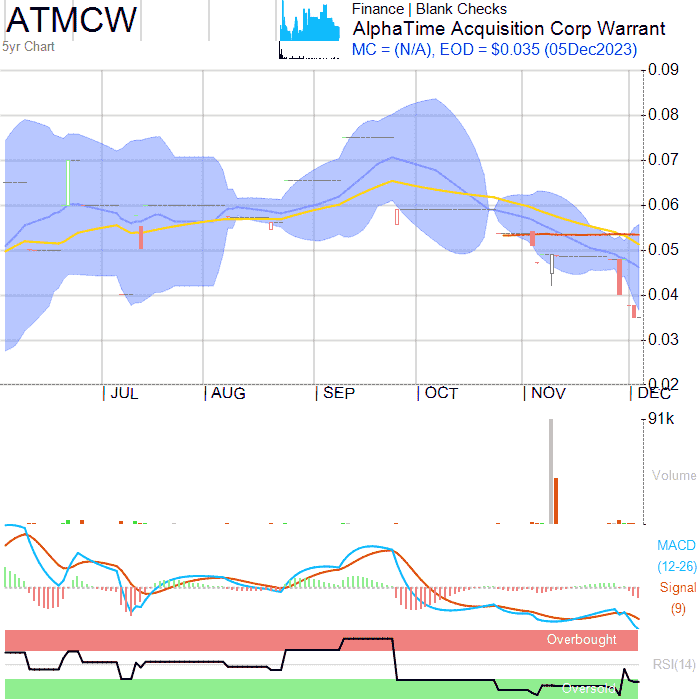 ATMCW
5yr Chart
Finance | Blank Checks
AlphaTime Acquisition Corp Warrant
MC = (N/A), EOD = $0.035 (05Dec2023)
0.09
0.08
0.07
0.06
0.05
0.04
0.03
0.02
JUL AUG SEP OCT NOV DEC
91k
Volume
MACD
(12-26)
Signal
(9)
Overbought
RSI(14)
Oversold